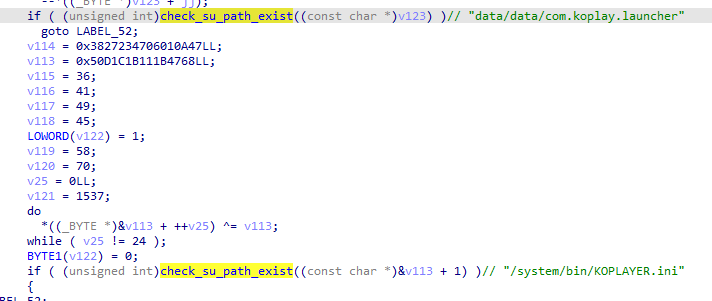 --*((_BYTE *)v123 + jj);
if ( (unsigned int)check_su_path_exist((const char *)v123) )// "data/data/com.koplay.launcher"
goto LABEL_52;
v114 = 0x3827234706010A47LL;
v113 = 0x50D1C1B111B4768LL;
v115 = 36;
v116 = 41;
v117 = 49;
v118 = 45;
LOWORD(v122) = 1;
v119 = 58;
v120 = 70;
v25 = 0LL;
v121 = 1537;
do
*((_BYTE *)&v113 + ++v25) ^= v113;
while ( v25 != 24 );
BYTE1(v122) = 0;
if ( (unsigned int)check_su_path_exist((const char *)&v113 + 1) )// "/system/bin/KOPLAYER.ini"
{
BEL_52: